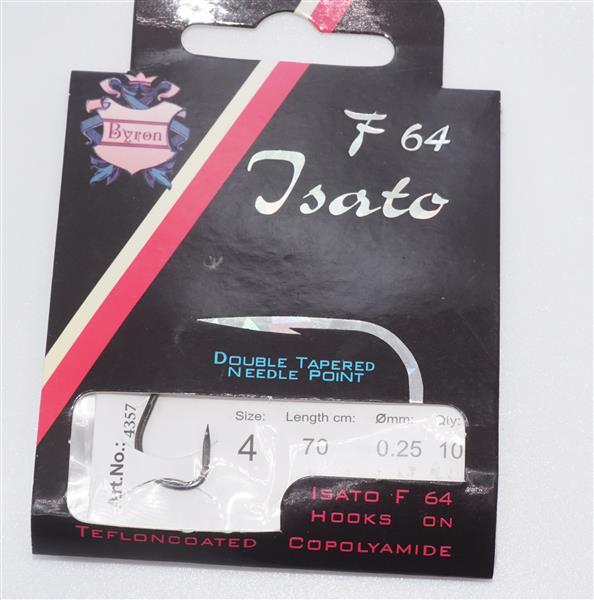 Byron
F 64
Isato
DOUBLE TAPERED
NEEDLE POINT
Size: Length cm: Ømm: Qty:
4 70 0.25 10
Art.No.: 4357
ISATO F 64
HOOKS ON
TEFLONCOATED COPOLYAMIDE